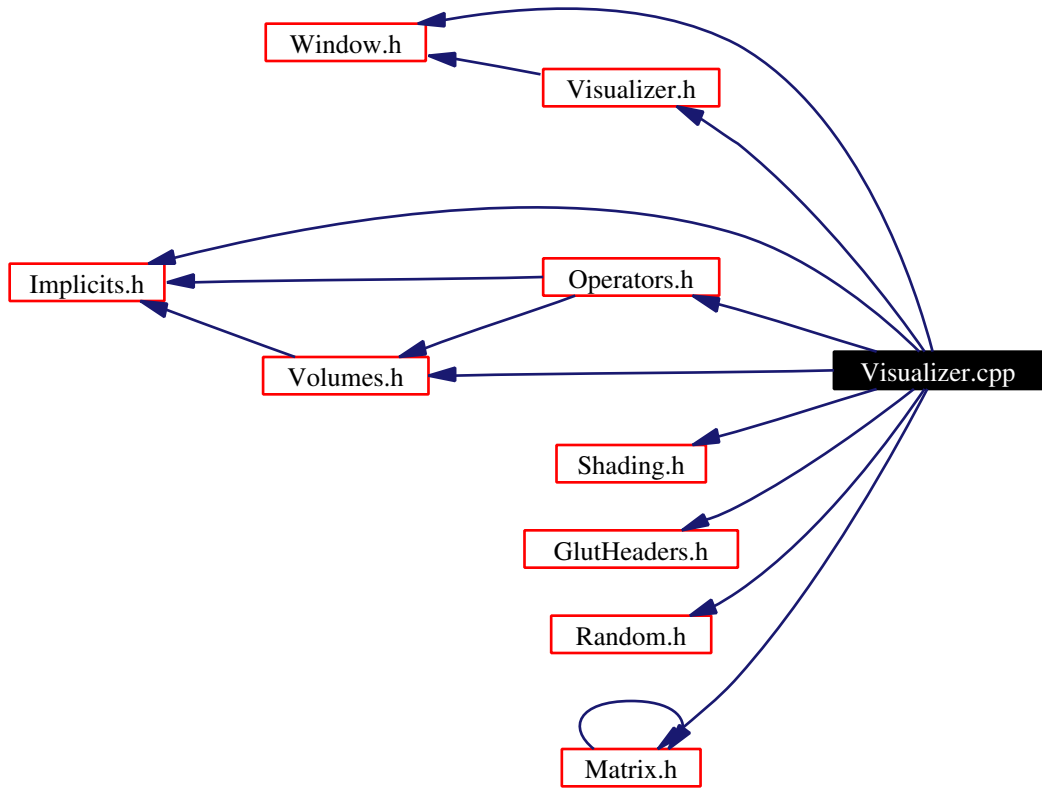 Window.h
Visualizer.h
Implicits.h
Operators.h
Volumes.h
Visualizer.cpp
Shading.h
GlutHeaders.h
Random.h
Matrix.h